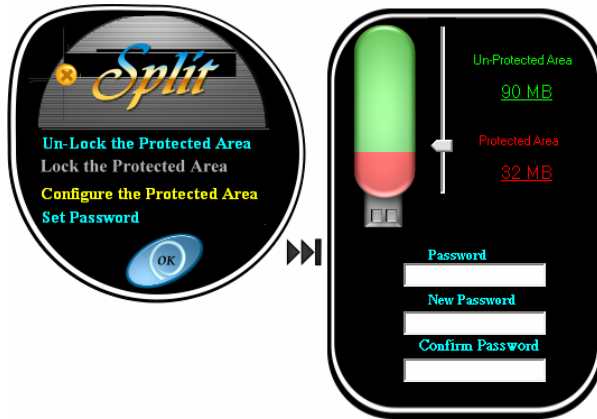 Split
Un-Lock the Protected Area
Lock the Protected Area
Configure the Protected Area
Set Password
OK
Un-Protected Area
90 MB
Protected Area
32 MB
Password
New Password
Confirm Password